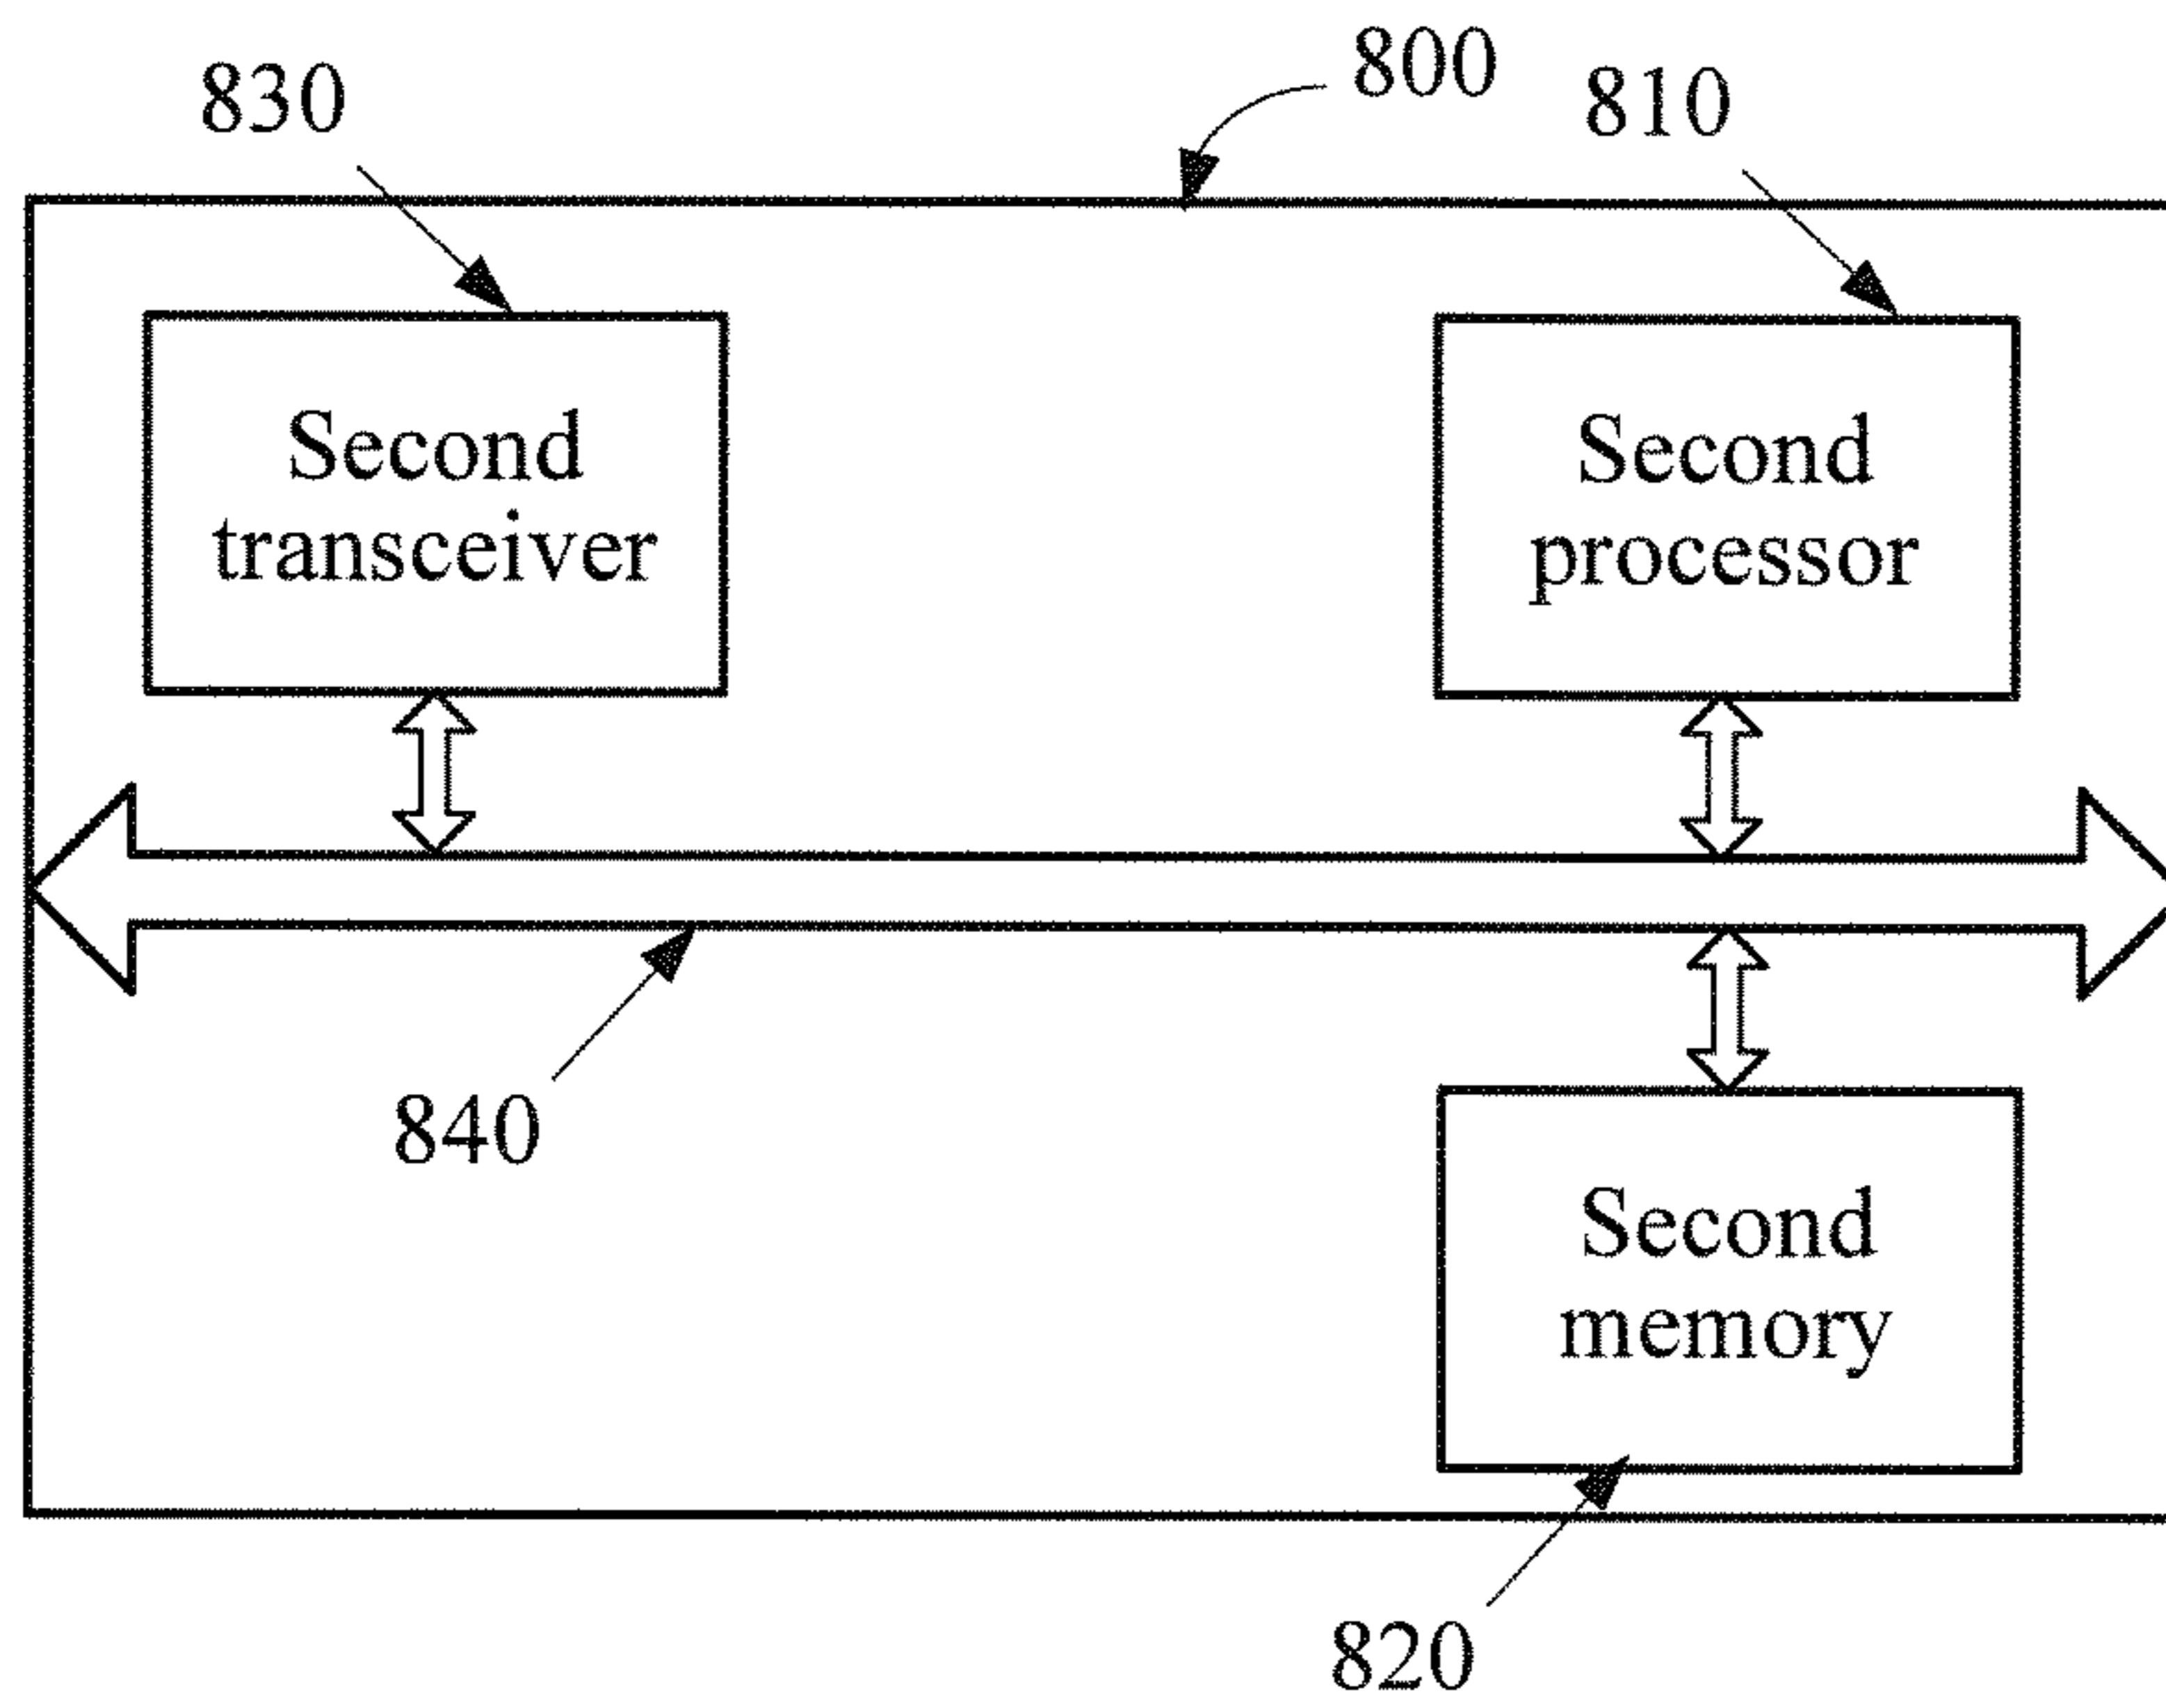 800
830
810
Second
transceiver
Second
processor
840
Second
memory
820